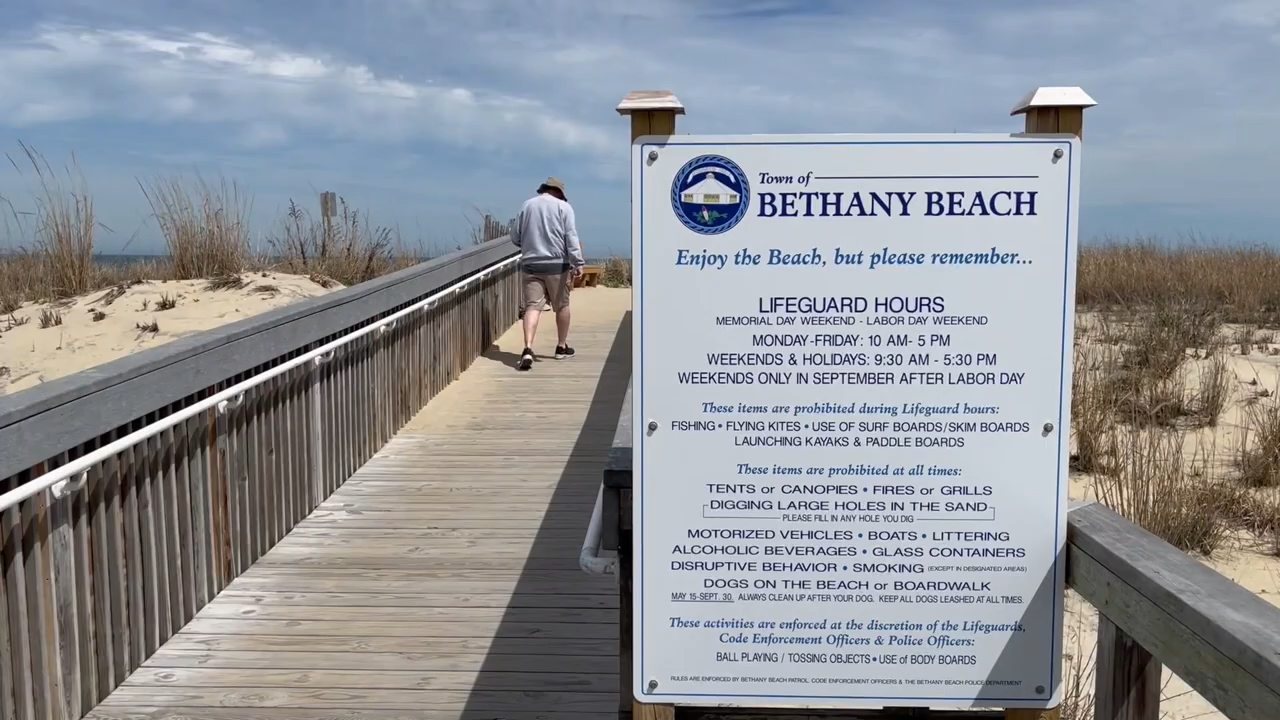 Town of
BETHANY BEACH
Enjoy the Beach, but please remember...
LIFEGUARD HOURS
MEMORIAL DAY WEEKEND - LABOR DAY WEEKEND
MONDAY-FRIDAY: 10 AM- 5 PM
WEEKENDS & HOLIDAYS: 9:30 AM - 5:30 PM
WEEKENDS ONLY IN SEPTEMBER AFTER LABOR DAY
These items are prohibited during Lifeguard hours:
FISHING • FLYING KITES • USE OF SURF BOARDS/SKIM BOARDS
LAUNCHING KAYAKS & PADDLE BOARDS
These items are prohibited at all times:
TENTS or CANOPIES • FIRES or GRILLS
DIGGING LARGE HOLES IN THE SAND
PLEASE FILL IN ANY HOLE YOU DIG
MOTORIZED VEHICLES • BOATS • LITTERING
ALCOHOLIC BEVERAGES • GLASS CONTAINERS
DISRUPTIVE BEHAVIOR • SMOKING (EXCEPT IN DESIGNATED AREAS)
DOGS ON THE BEACH or BOARDWALK
MAY 15-SEPT. 30. ALWAYS CLEAN UP AFTER YOUR DOG. KEEP ALL DOGS LEASHED AT ALL TIMES.
These activities are enforced at the discretion of the Lifeguards,
Code Enforcement Officers & Police Officers:
BALL PLAYING / TOSSING OBJECTS • USE of BODY BOARDS
RULES ARE ENFORCED BY BETHANY BEACH PATROL, CODE ENFORCEMENT OFFICERS & THE BETHANY BEACH POLICE DEPARTMENT